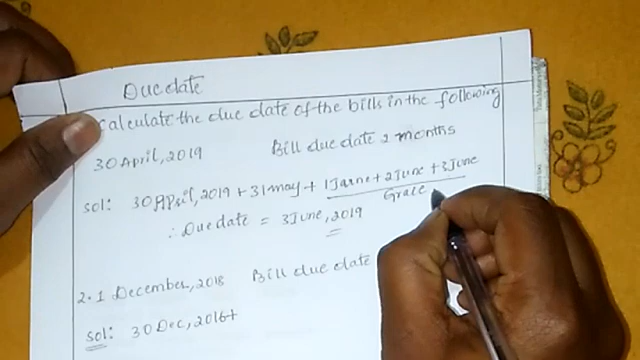 Due date
Calculate the due date of the bills in the following
30 April, 2019 Bill due date 2 months
Sol: 30 April, 2019 + 31 may + 1 June + 2 June + 3 June
Grace
∴ Due date = 3 June, 2019
2. 1 December, 2018 Bill due date
Sol: 30 Dec, 2018 +